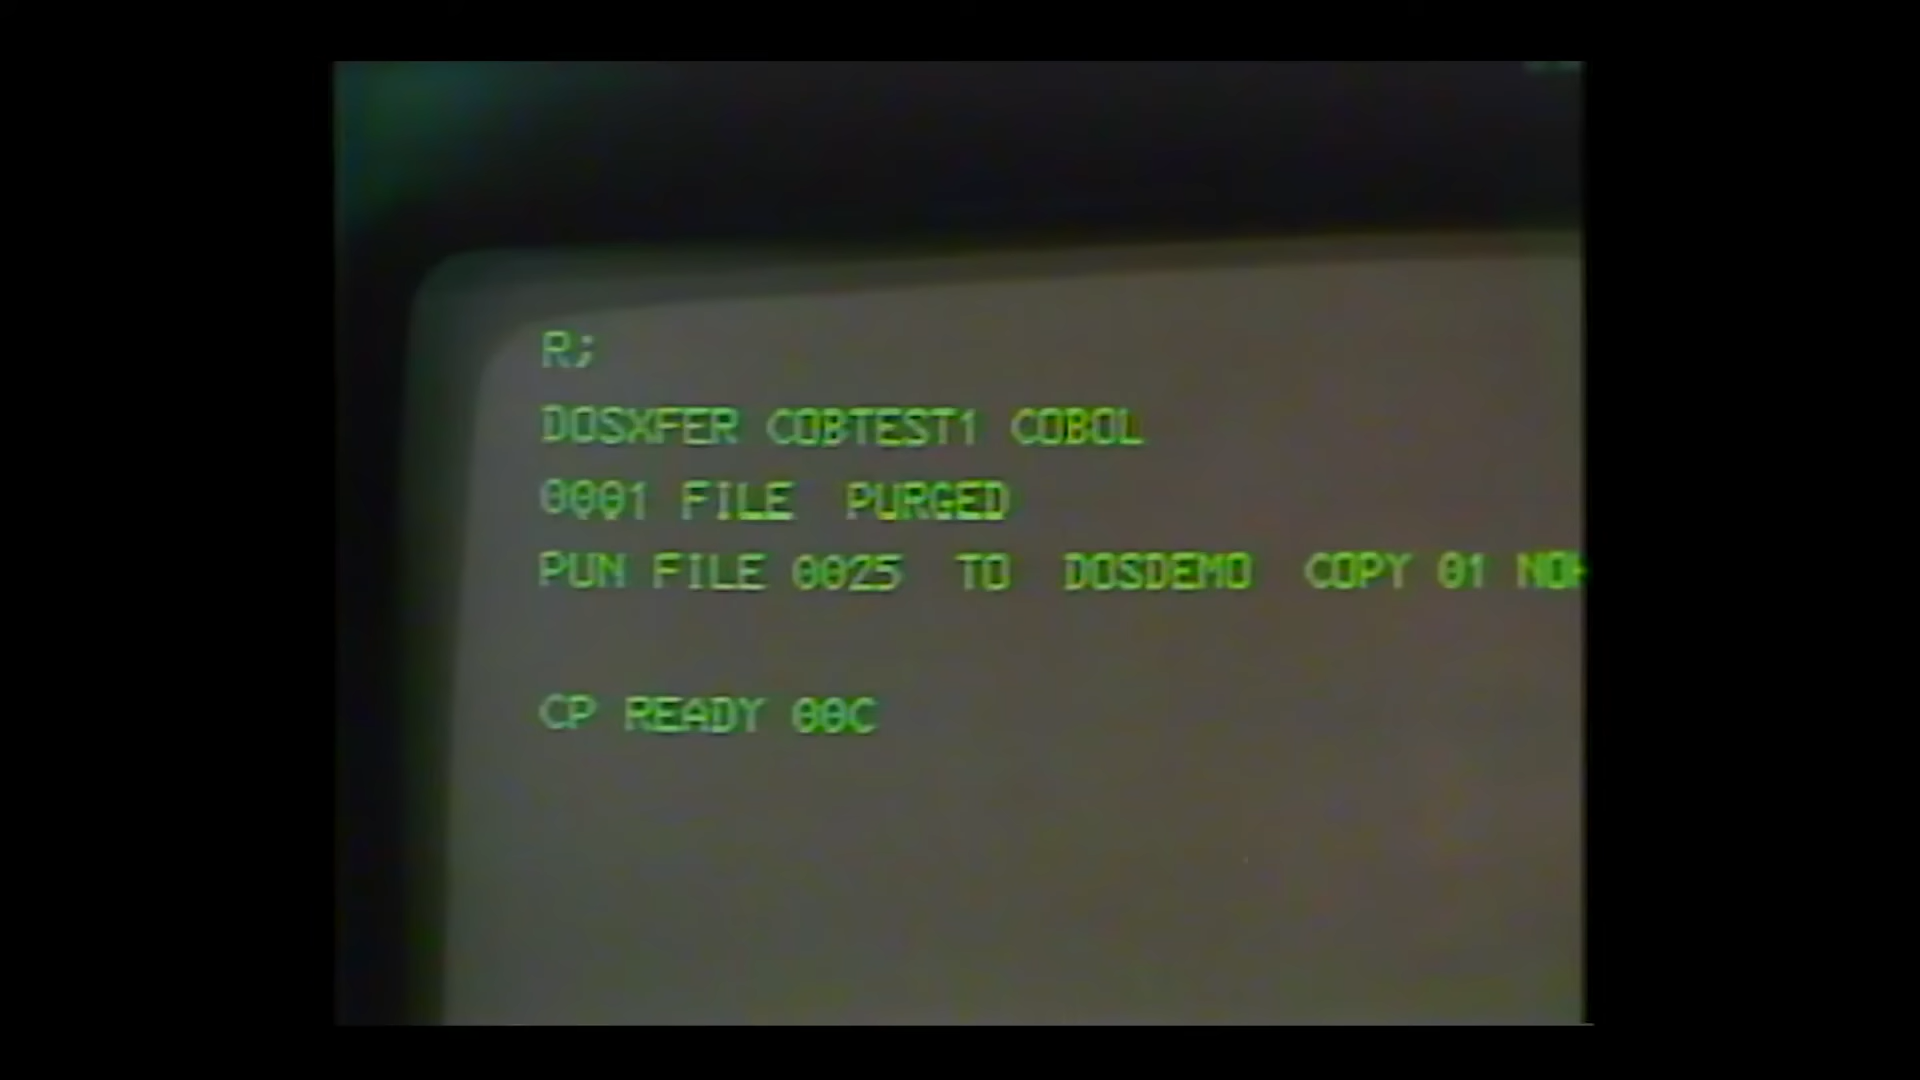 R;
DOSXFER COBTEST1 COBOL
0001 FILE  PURGED
PUN FILE 0025  TO  DOSDEMO  COPY 01
CP READY 00C